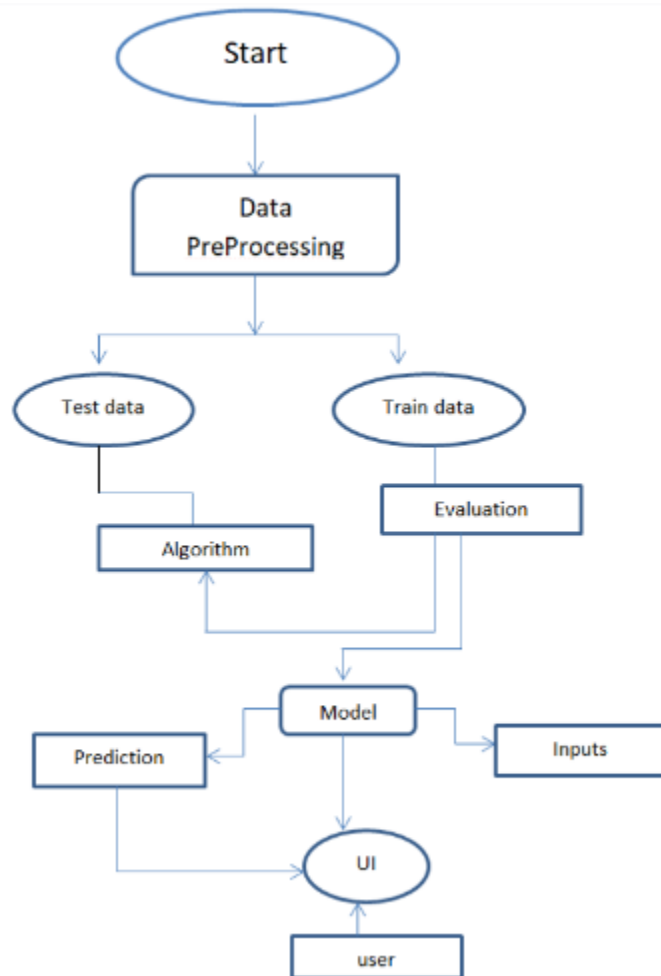 Start
Data
PreProcessing
Test data
Train data
Evaluation
Algorithm
Model
Prediction
Inputs
UI
user